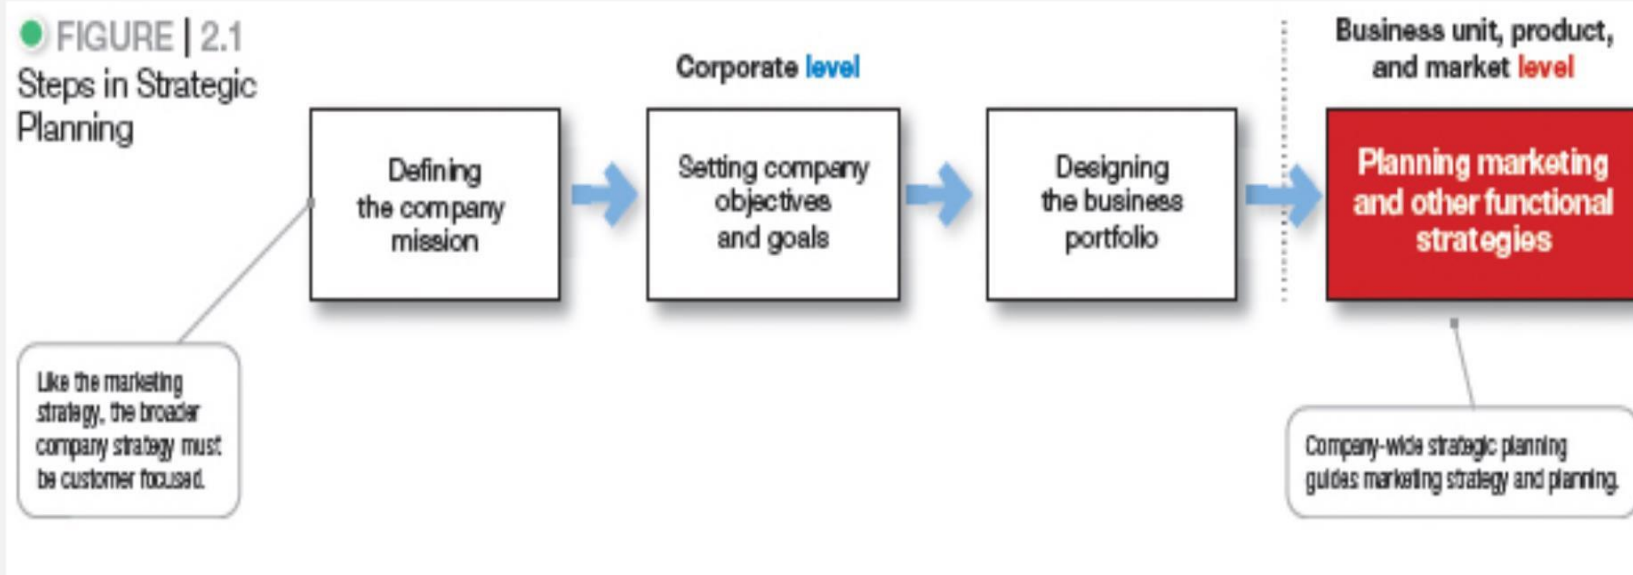 FIGURE | 2.1
Steps in Strategic
Planning
Corporate level
Business unit, product,
and market level
Defining
the company
mission
Setting company
objectives
and goals
Designing
the business
portfolio
Planning marketing
and other functional
strategies
Like the marketing
strategy, the broader
company strategy must
be customer focused.
Company-wide strategic planning
guides marketing strategy and planning.